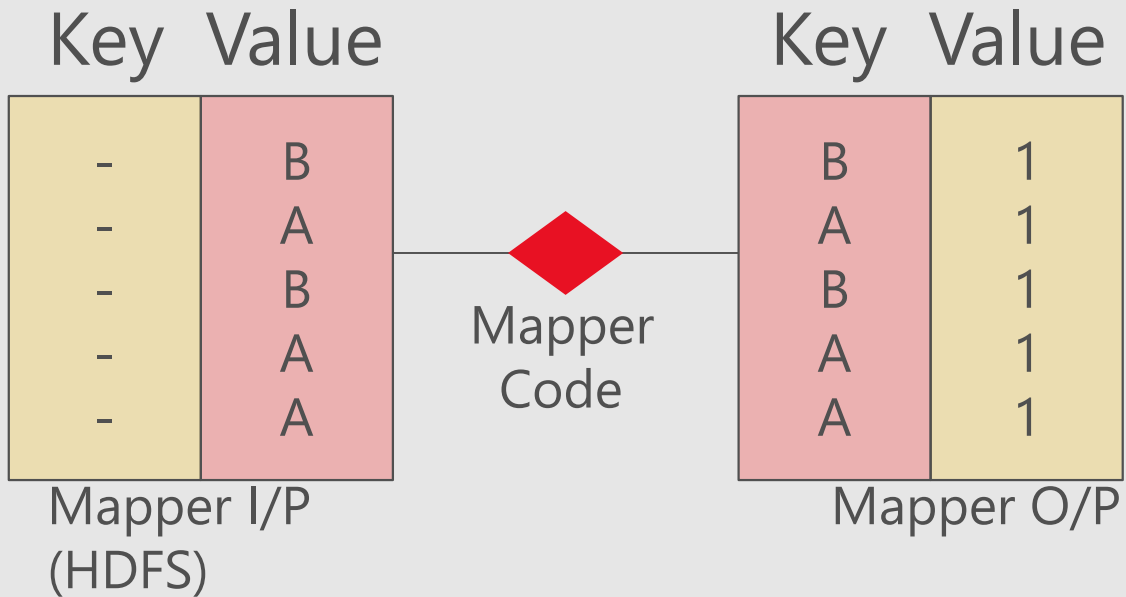 Key Value Key Value
- B B 1
- A A 1
- B B 1
- A A 1
- A A 1
Mapper
Code
Mapper I/P
(HDFS)
Mapper O/P